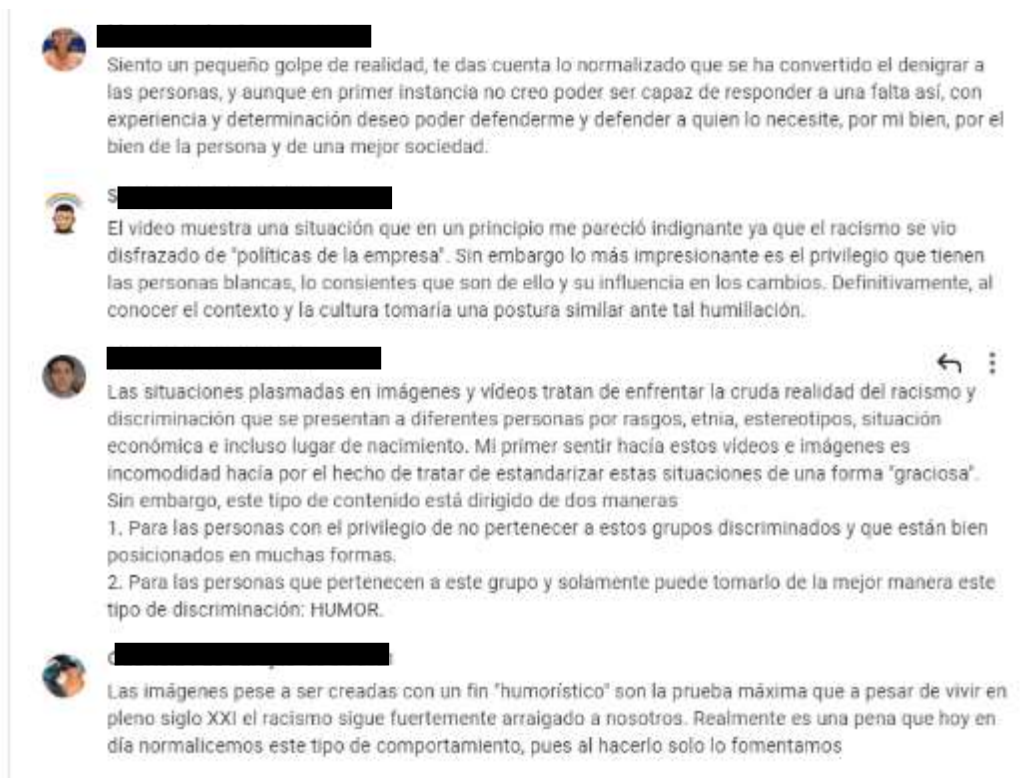 Siento un pequeño golpe de realidad, te das cuenta lo normalizado que se ha convertido el denigrar a
las personas, y aunque en primer instancia no creo poder ser capaz de responder a una falta así, con
experiencia y determinación deseo poder defenderme y defender a quien lo necesite, por mi bien, por el
bien de la persona y de una mejor sociedad.
S
El video muestra una situación que en un principio me pareció indignante ya que el racismo se vio
disfrazado de "políticas de la empresa". Sin embargo lo más impresionante es el privilegio que tienen
las personas blancas, lo consientes que son de ello y su influencia en los cambios. Definitivamente, al
conocer el contexto y la cultura tomaría una postura similar ante tal humillación.
Las situaciones plasmadas en imágenes y vídeos tratan de enfrentar la cruda realidad del racismo y
discriminación que se presentan a diferentes personas por rasgos, etnia, estereotipos, situación
económica e incluso lugar de nacimiento. Mi primer sentir hacía estos vídeos e imágenes es
incomodidad hacía por el hecho de tratar de estandarizar estas situaciones de una forma "graciosa".
Sin embargo, este tipo de contenido está dirigido de dos maneras
1. Para las personas con el privilegio de no pertenecer a estos grupos discriminados y que están bien
posicionados en muchas formas.
2. Para las personas que pertenecen a este grupo y solamente puede tomarlo de la mejor manera este
tipo de discriminación: HUMOR.
Las imágenes pese a ser creadas con un fin "humorístico" son la prueba máxima que a pesar de vivir en
pleno siglo XXI el racismo sigue fuertemente arraigado a nosotros. Realmente es una pena que hoy en
día normalicemos este tipo de comportamiento, pues al hacerlo solo lo fomentamos